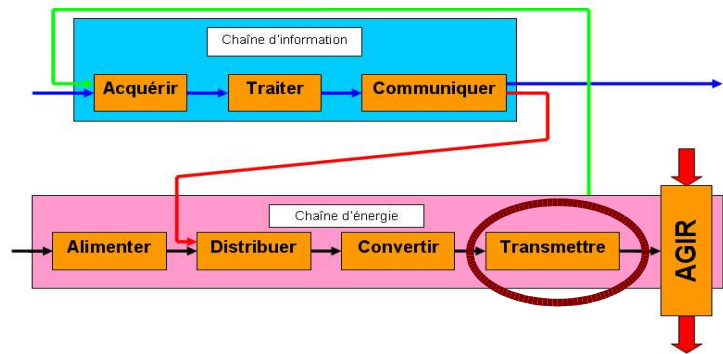 Chaîne d'information
Acquérir
Traiter
Communiquer
Chaîne d'énergie
Alimenter
Distribuer
Convertir
Transmettre
AGIR